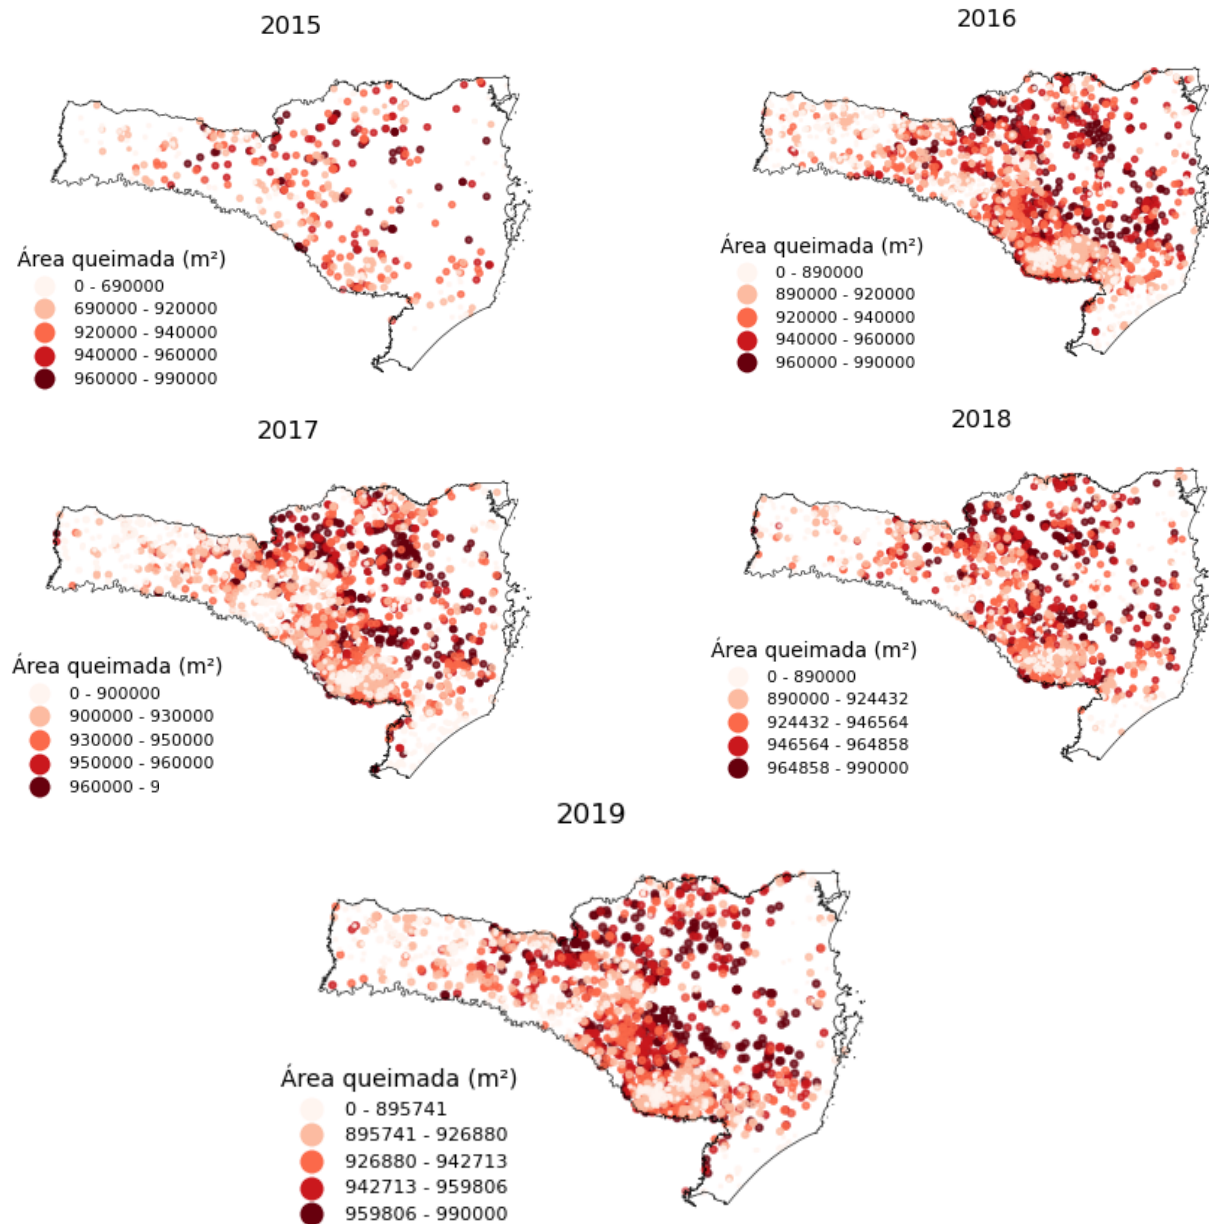 2015
Área queimada (m²)
0 - 690000
690000 - 920000
920000 - 940000
940000 - 960000
960000 - 990000
2016
Área queimada (m²)
0 - 890000
890000 - 920000
920000 - 940000
940000 - 960000
960000 - 990000
2017
Área queimada (m²)
0 - 900000
900000 - 930000
930000 - 950000
950000 - 960000
960000 - 9
2018
Área queimada (m²)
0 - 890000
890000 - 924432
924432 - 946564
946564 - 964858
964858 - 990000
2019
Área queimada (m²)
0 - 895741
895741 - 926880
926880 - 942713
942713 - 959806
959806 - 990000